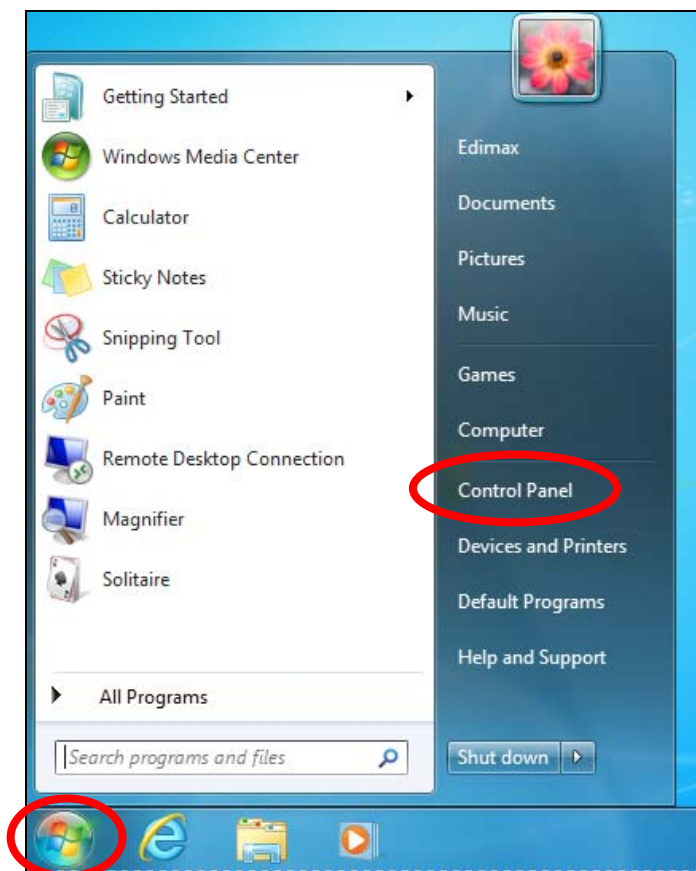 Getting Started
Windows Media Center
Calculator
Sticky Notes
Snipping Tool
Paint
Remote Desktop Connection
Magnifier
Solitaire
All Programs
Search programs and files
Edimax
Documents
Pictures
Music
Games
Computer
Control Panel
Devices and Printers
Default Programs
Help and Support
Shut down